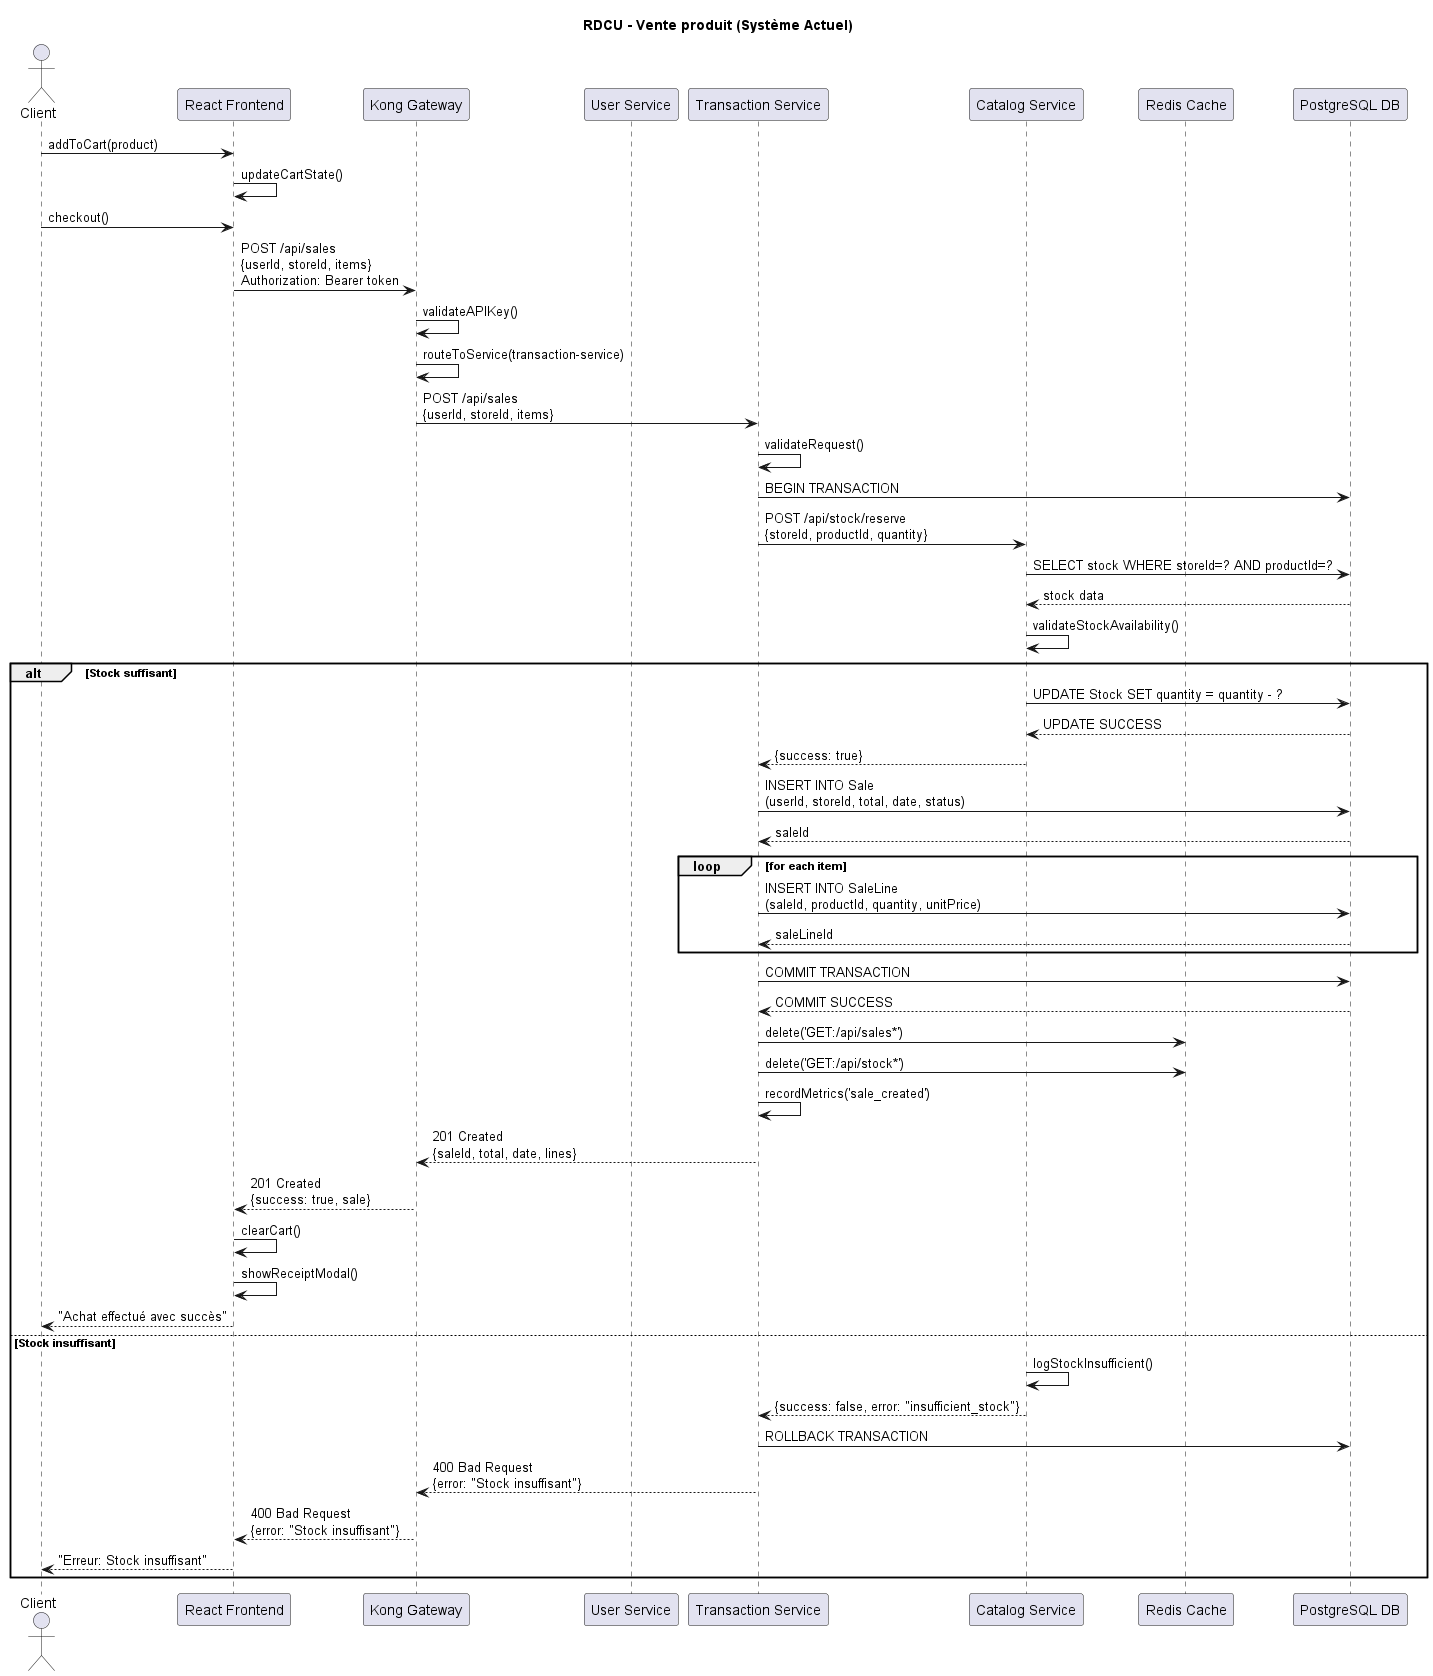 RDCU - Vente produit (Système Actuel)
Client
React Frontend
Kong Gateway
User Service
Transaction Service
Catalog Service
Redis Cache
PostgreSQL DB
addToCart(product)
updateCartState()
checkout()
POST /api/sales
{userId, storeId, items}
Authorization: Bearer token
validateAPIKey()
routeToService(transaction-service)
POST /api/sales
{userId, storeId, items}
validateRequest()
BEGIN TRANSACTION
POST /api/stock/reserve
{storeId, productId, quantity}
SELECT stock WHERE storeId=? AND productId=?
stock data
validateStockAvailability()
alt
[Stock suffisant]
UPDATE Stock SET quantity = quantity - ?
UPDATE SUCCESS
{success: true}
INSERT INTO Sale
(userId, storeId, total, date, status)
saleId
loop
[for each item]
INSERT INTO SaleLine
(saleId, productId, quantity, unitPrice)
saleLineId
COMMIT TRANSACTION
COMMIT SUCCESS
delete('GET:/api/sales*')
delete('GET:/api/stock*')
recordMetrics('sale_created')
201 Created
{saleId, total, date, lines}
201 Created
{success: true, sale}
clearCart()
showReceiptModal()
"Achat effectué avec succès"
[Stock insuffisant]
logStockInsufficient()
{success: false, error: "insufficient_stock"}
ROLLBACK TRANSACTION
400 Bad Request
{error: "Stock insuffisant"}
400 Bad Request
{error: "Stock insuffisant"}
"Erreur: Stock insuffisant"
Client
React Frontend
Kong Gateway
User Service
Transaction Service
Catalog Service
Redis Cache
PostgreSQL DB